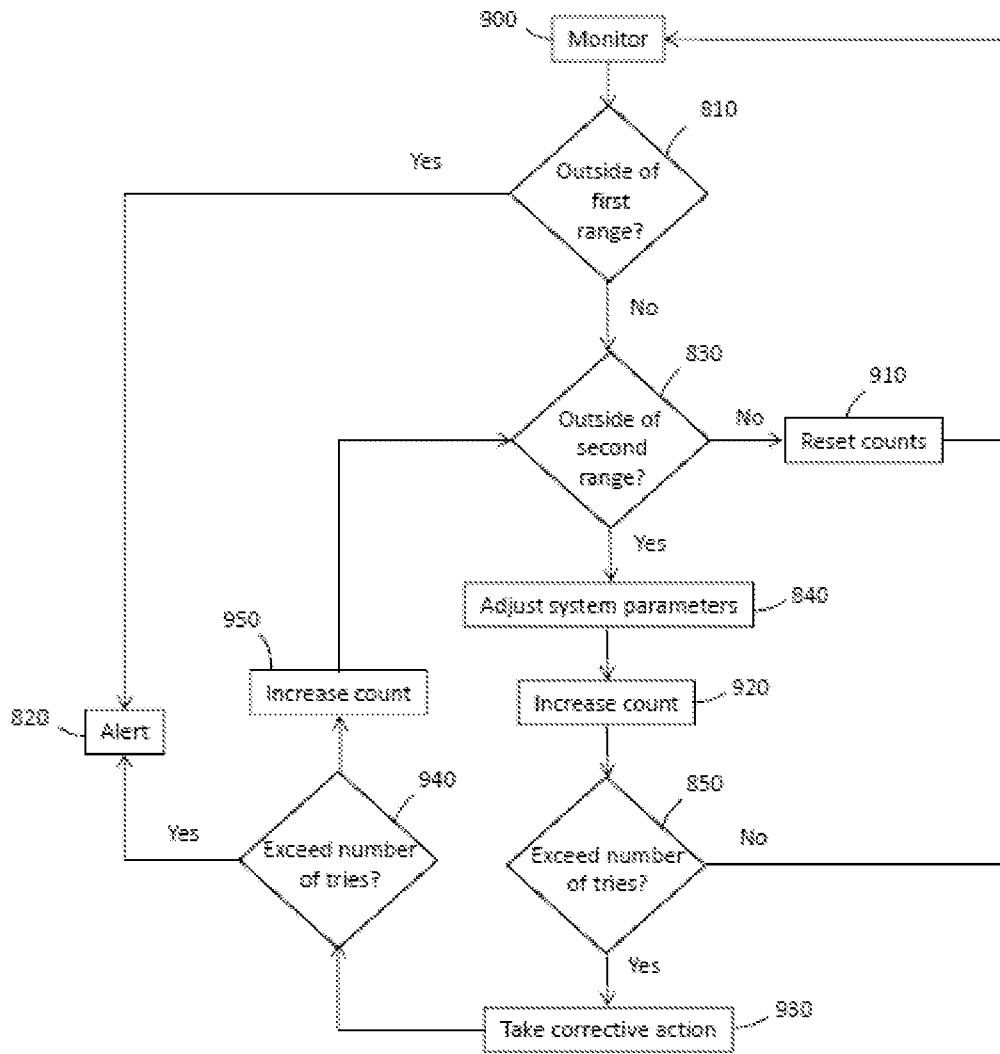 900
Monitor
810
Yes
Outside of
first
range?
No
830
910
Outside of
second
range?
No
Reset counts
Yes
Adjust system parameters
840
950
Increase count
920
Increase count
820
Alert
940
850
Yes
Exceed number
of tries?
Exceed number
of tries?
No
Yes
Take corrective action
930